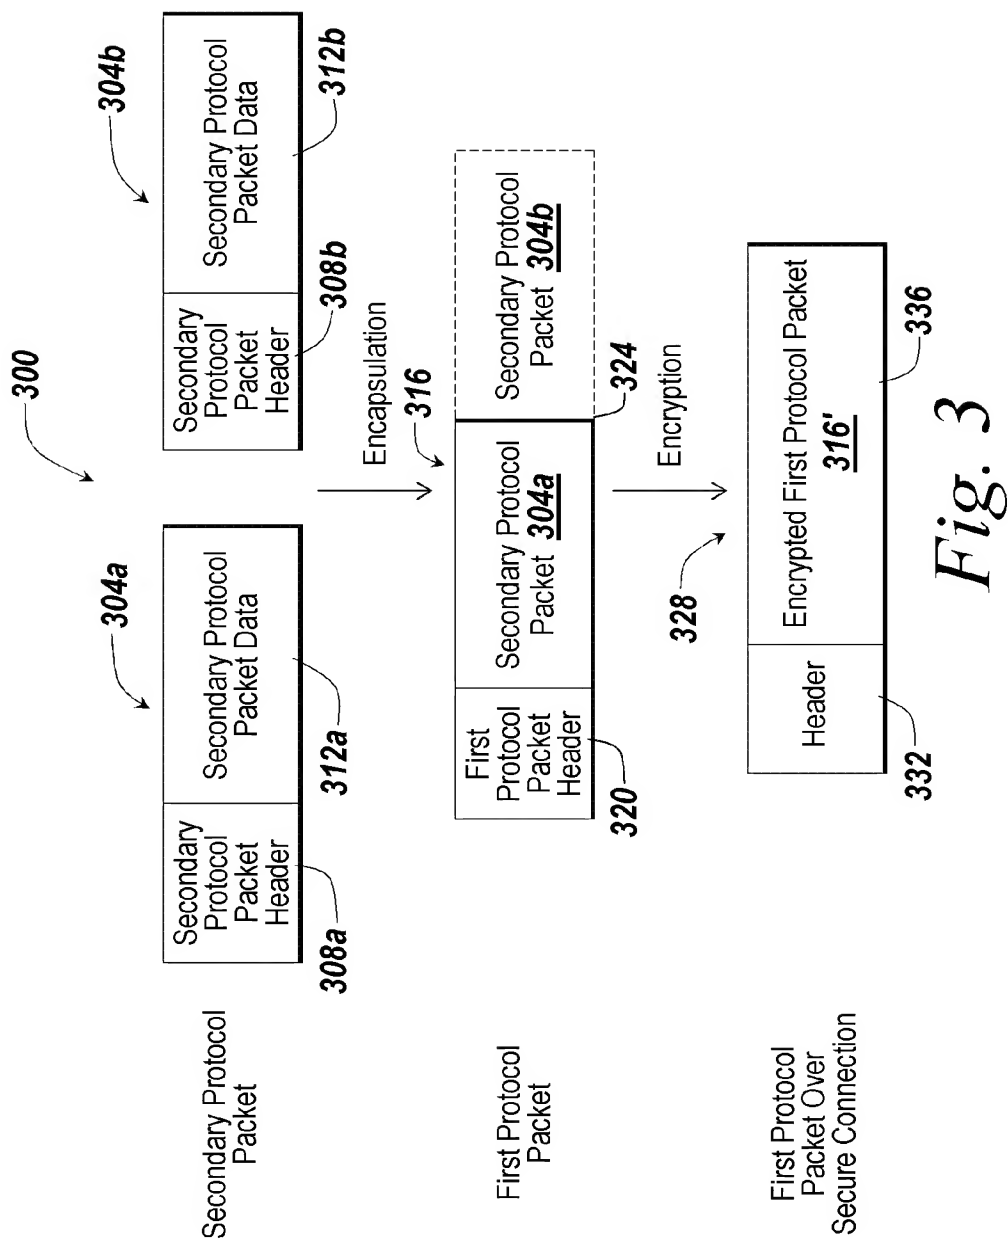 300
304a
304b
Secondary Protocol
Packet
Secondary
Protocol
Packet
Header
Secondary Protocol
Packet Data
Secondary
Protocol
Packet
Header
Secondary Protocol
Packet Data
308a
312a
308b
312b
Encapsulation
316
First Protocol
Packet
First
Protocol
Packet
Header
Secondary Protocol
Packet 304a
Secondary Protocol
Packet 304b
320
324
Encryption
328
First Protocol
Packet Over
Secure Connection
Header
Encrypted First Protocol Packet
316'
332
336
Fig. 3